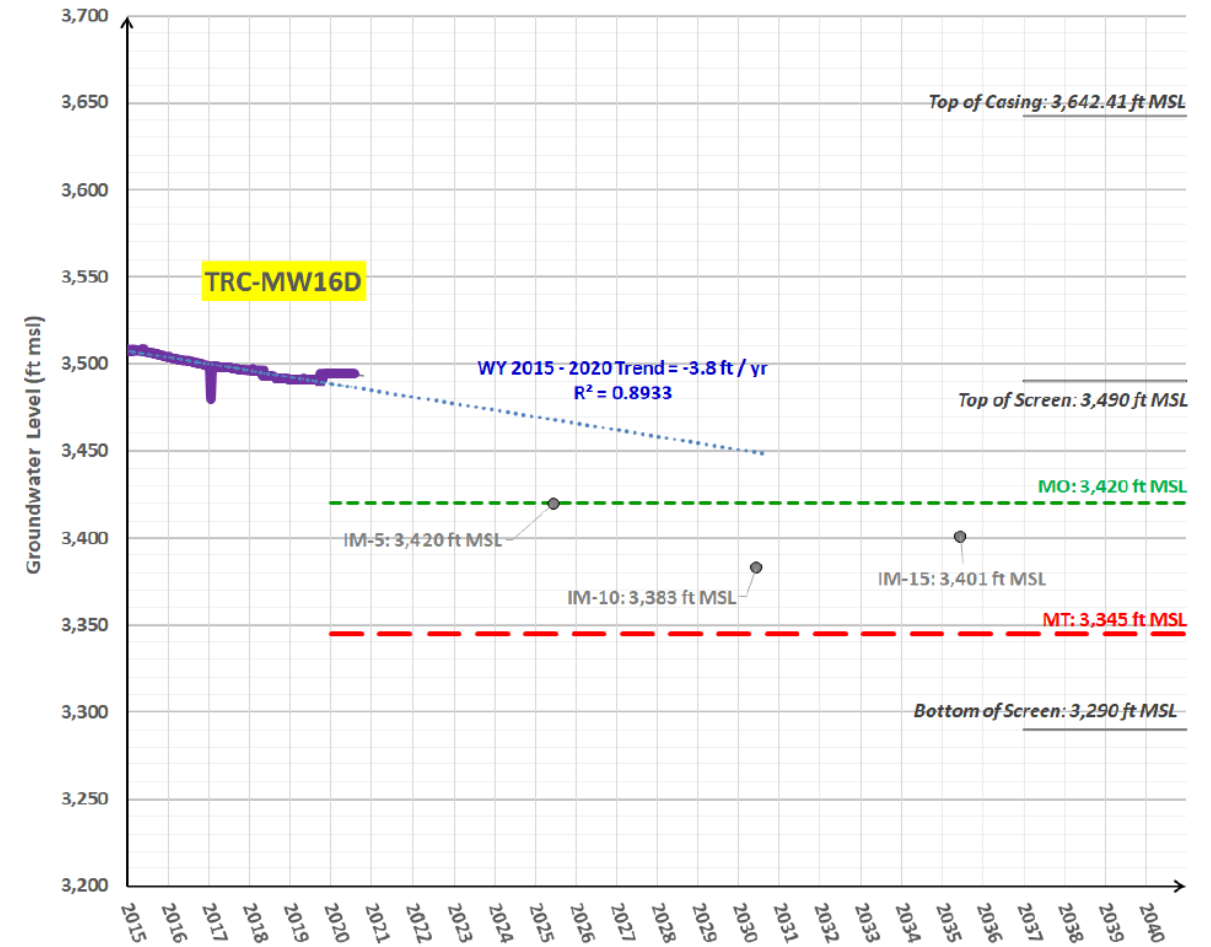 3,700
3,650
3,600
3,550
3,500
3,450
3,400
3,350
3,300
3,250
3,200
Groundwater Level (ft msl)
Top of Casing: 3,642.41 ft MSL
TRC-MW16D
WY 2015 - 2020 Trend = -3.8 ft / yr
R² = 0.8933
Top of Screen: 3,490 ft MSL
MO: 3,420 ft MSL
IM-5: 3,420 ft MSL
IM-10: 3,383 ft MSL
IM-15: 3,401 ft MSL
MT: 3,345 ft MSL
Bottom of Screen: 3,290 ft MSL
2015 2016 2017 2018 2019 2020 2021 2022 2023 2024 2025 2026 2027 2028 2029 2030 2031 2032 2033 2034 2035 2036 2037 2038 2039 2040